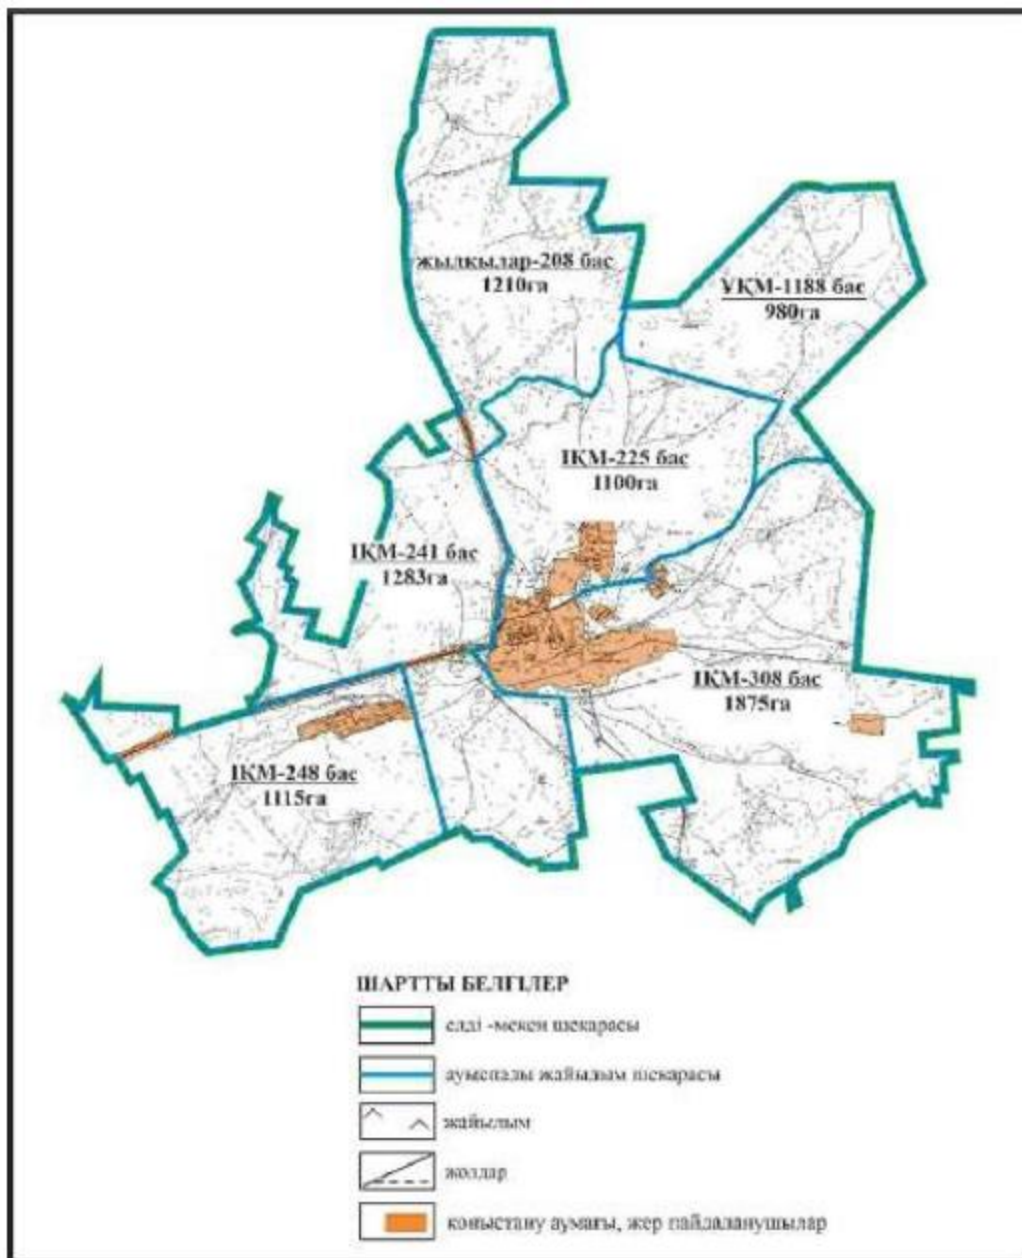 жылқылар-208 бас
1210га
ҰҚМ-1188 бас
980га
ІҚМ-225 бас
1100га
ІҚМ-241 бас
1283га
ІҚМ-308 бас
1875га
ІҚМ-248 бас
1115га
ШАРТТЫ БЕЛГІЛЕР
елді -мекен шекарасы
ауыспалы жайылым шекарасы
жайылым
жолдар
қоныстану аумағы, жер пайдаланушылар